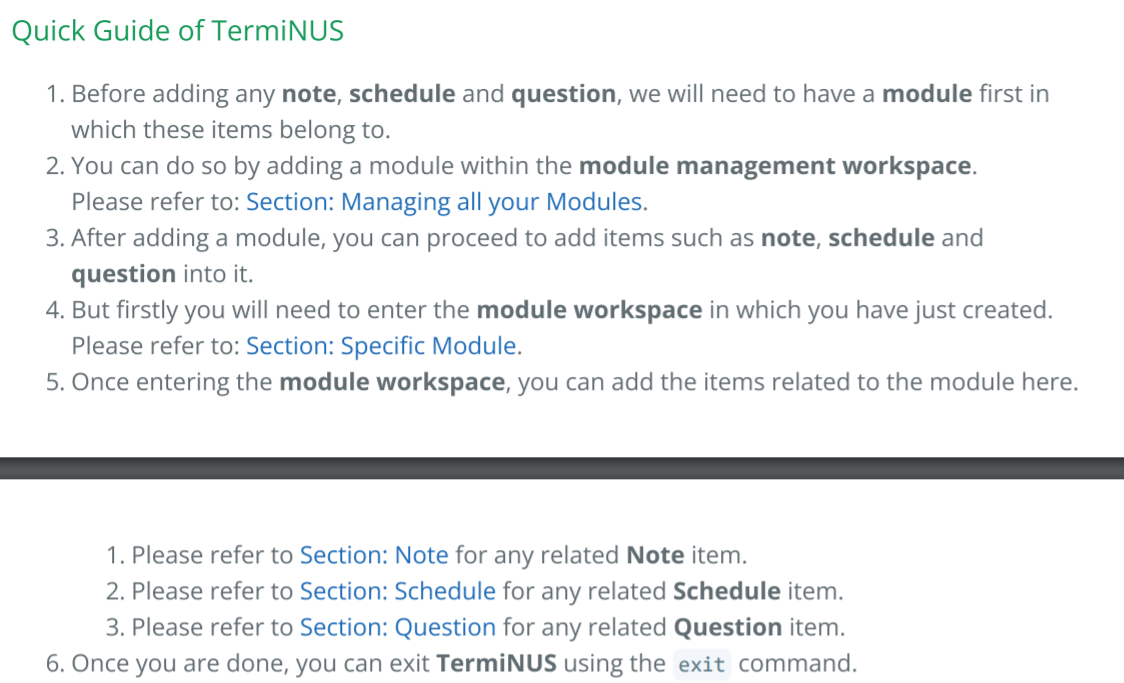 Quick Guide of TermiNUS
1. Before adding any note, schedule and question, we will need to have a module first in
which these items belong to.
2. You can do so by adding a module within the module management workspace.
Please refer to: Section: Managing all your Modules.
3. After adding a module, you can proceed to add items such as note, schedule and
question into it.
4. But firstly you will need to enter the module workspace in which you have just created.
Please refer to: Section: Specific Module.
5. Once entering the module workspace, you can add the items related to the module here.
1. Please refer to Section: Note for any related Note item.
2. Please refer to Section: Schedule for any related Schedule item.
3. Please refer to Section: Question for any related Question item.
6. Once you are done, you can exit TermiNUS using the exit command.